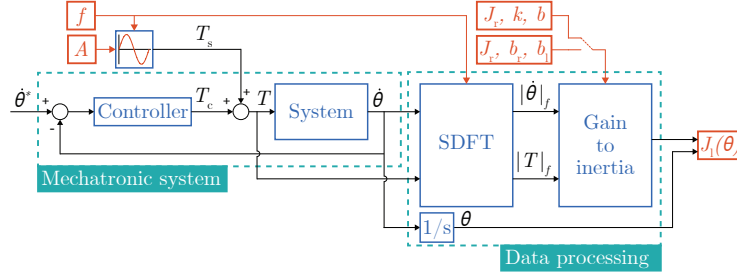 f
J_r, k, b
A
T_s
J_r, b_r, b_l
θ̇*
+
-
Controller
T_c
+
+
T
System
θ̇
SDFT
|θ̇|_f
|T|_f
Gain
to
inertia
J_l(θ)
Mechatronic system
1/s
θ
Data processing